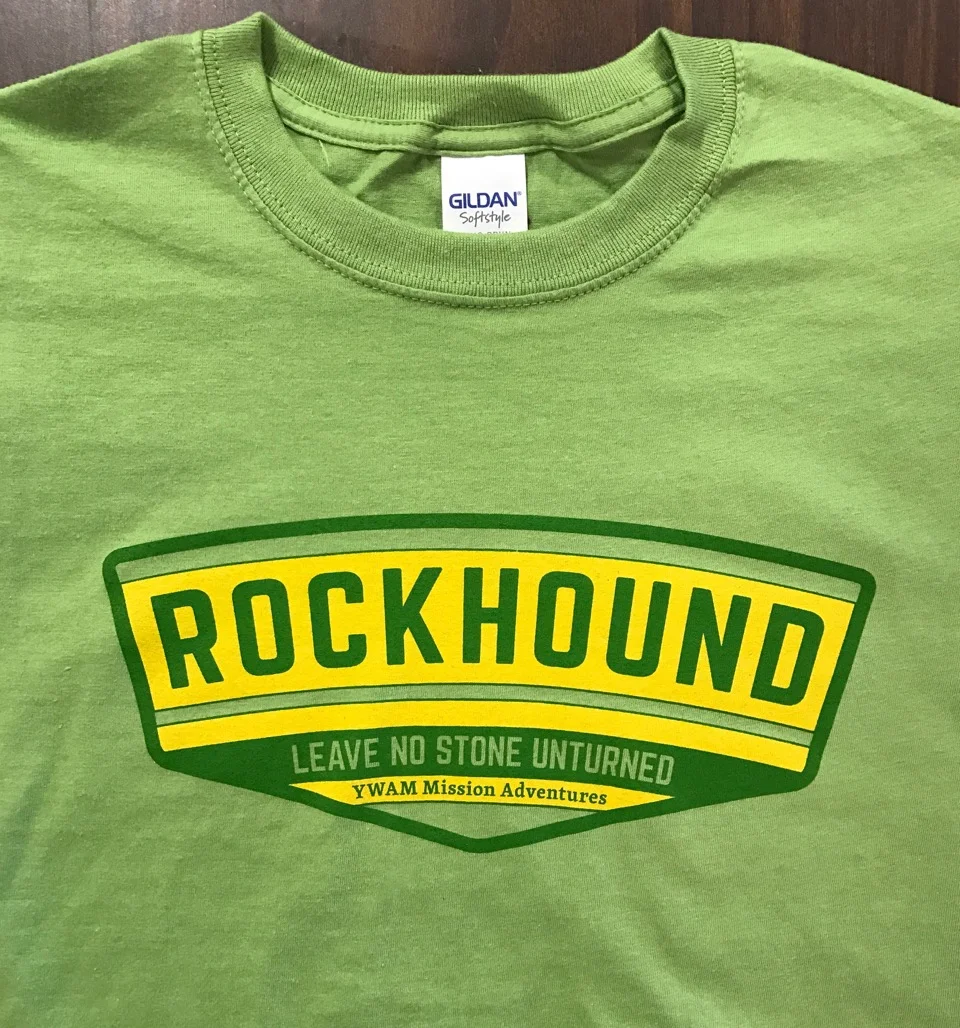 GILDAN®
Softstyle
ROCKHOUND
LEAVE NO STONE UNTURNED
YWAM Mission Adventures